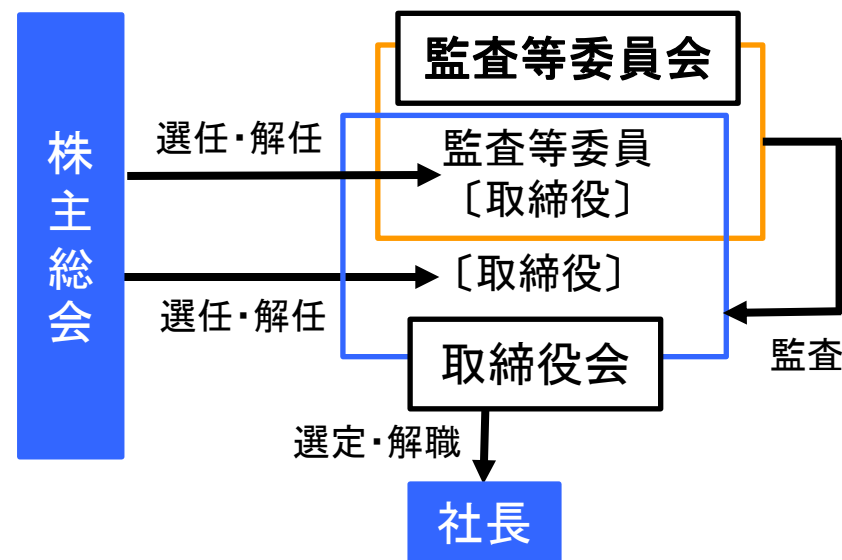 株主総会
監査等委員会
選任・解任
監査等委員
〔取締役〕
〔取締役〕
選任・解任
取締役会
監査
選定・解職
社長